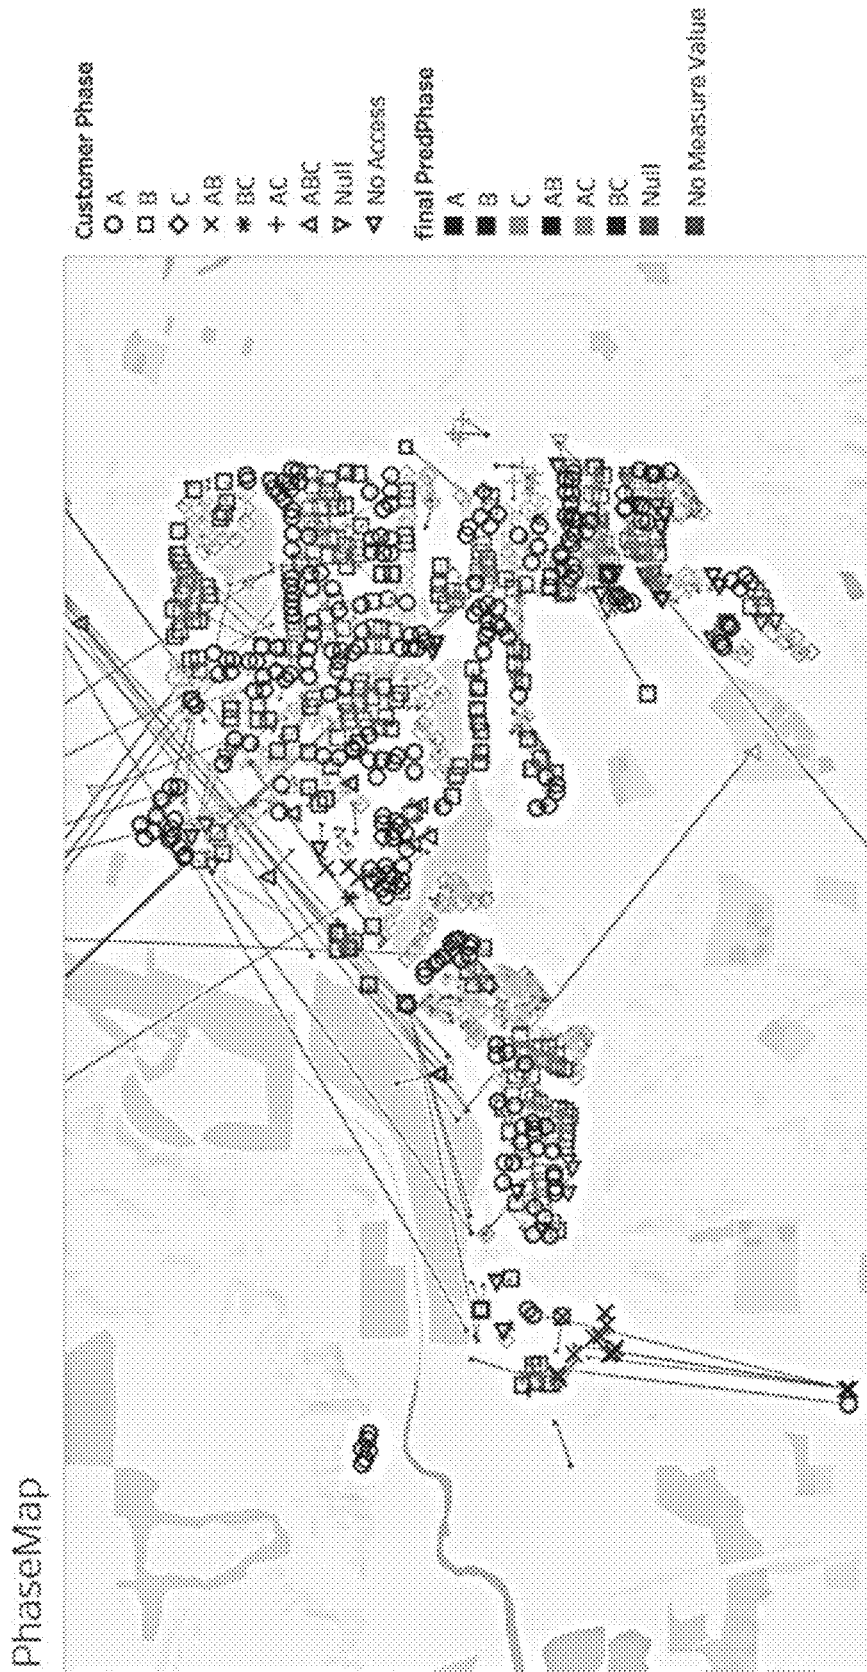 PhaseMap
Customer Phase
A
B
C
AB
BC
AC
ABC
Null
No Access
final PredPhase
A
B
C
AB
AC
BC
Null
No Measure Value